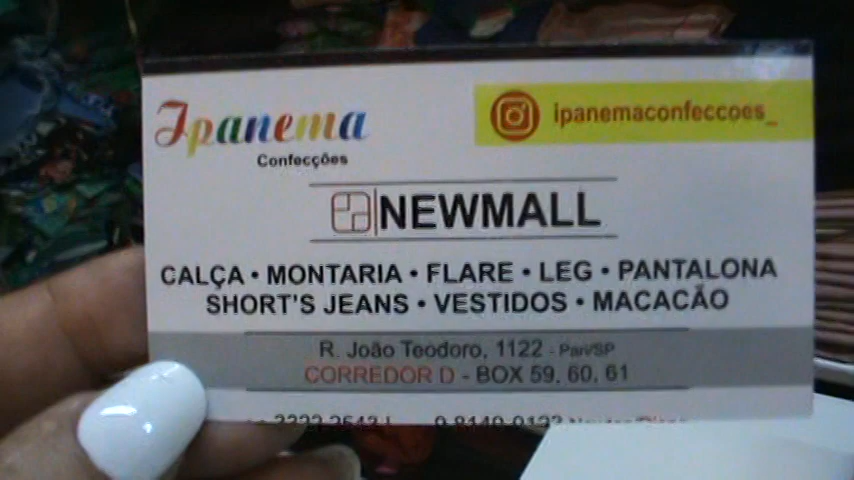 Ipanema
Confecções
ipanemaconfeccoes_
NEWMALL
CALÇA • MONTARIA • FLARE • LEG • PANTALONA
SHORT'S JEANS • VESTIDOS • MACACÃO
R. João Teodoro, 1122 - Pari/SP
CORREDOR D - BOX 59, 60, 61